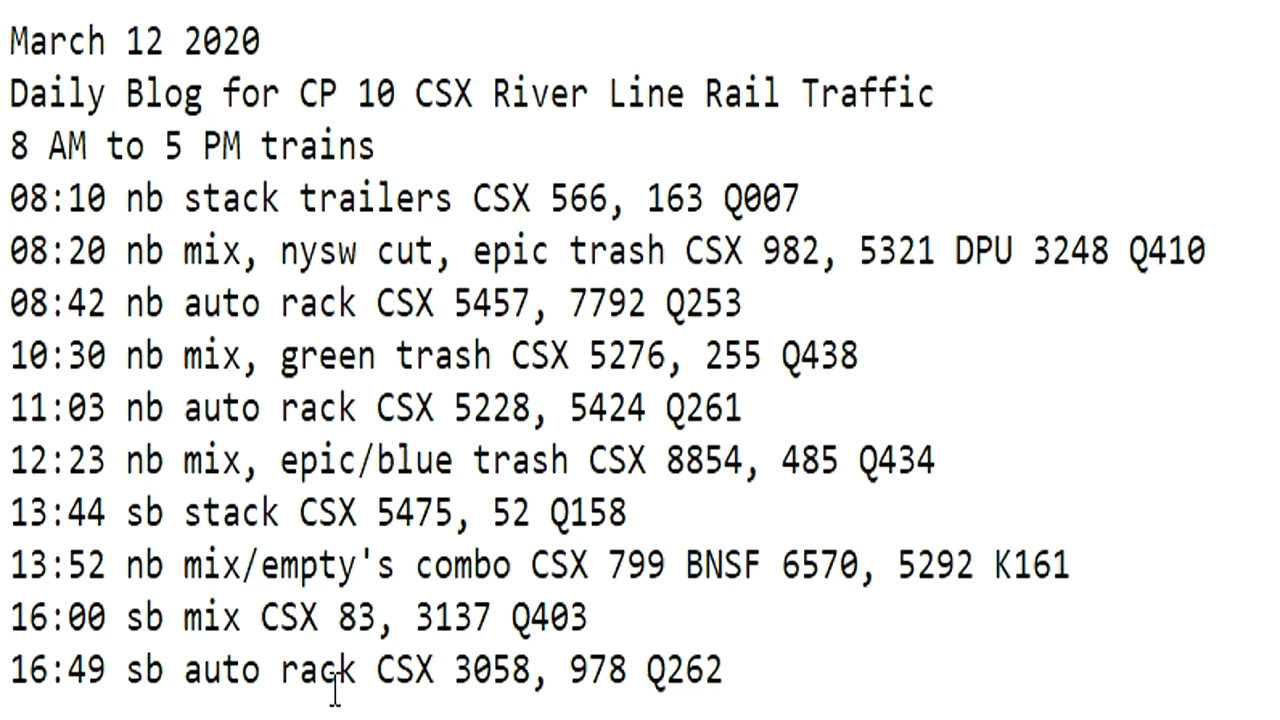 March 12 2020
Daily Blog for CP 10 CSX River Line Rail Traffic
8 AM to 5 PM trains
08:10 nb stack trailers CSX 566, 163 Q007
08:20 nb mix, nysw cut, epic trash CSX 982, 5321 DPU 3248 Q410
08:42 nb auto rack CSX 5457, 7792 Q253
10:30 nb mix, green trash CSX 5276, 255 Q438
11:03 nb auto rack CSX 5228, 5424 Q261
12:23 nb mix, epic/blue trash CSX 8854, 485 Q434
13:44 sb stack CSX 5475, 52 Q158
13:52 nb mix/empty's combo CSX 799 BNSF 6570, 5292 K161
16:00 sb mix CSX 83, 3137 Q403
16:49 sb auto rack CSX 3058, 978 Q262